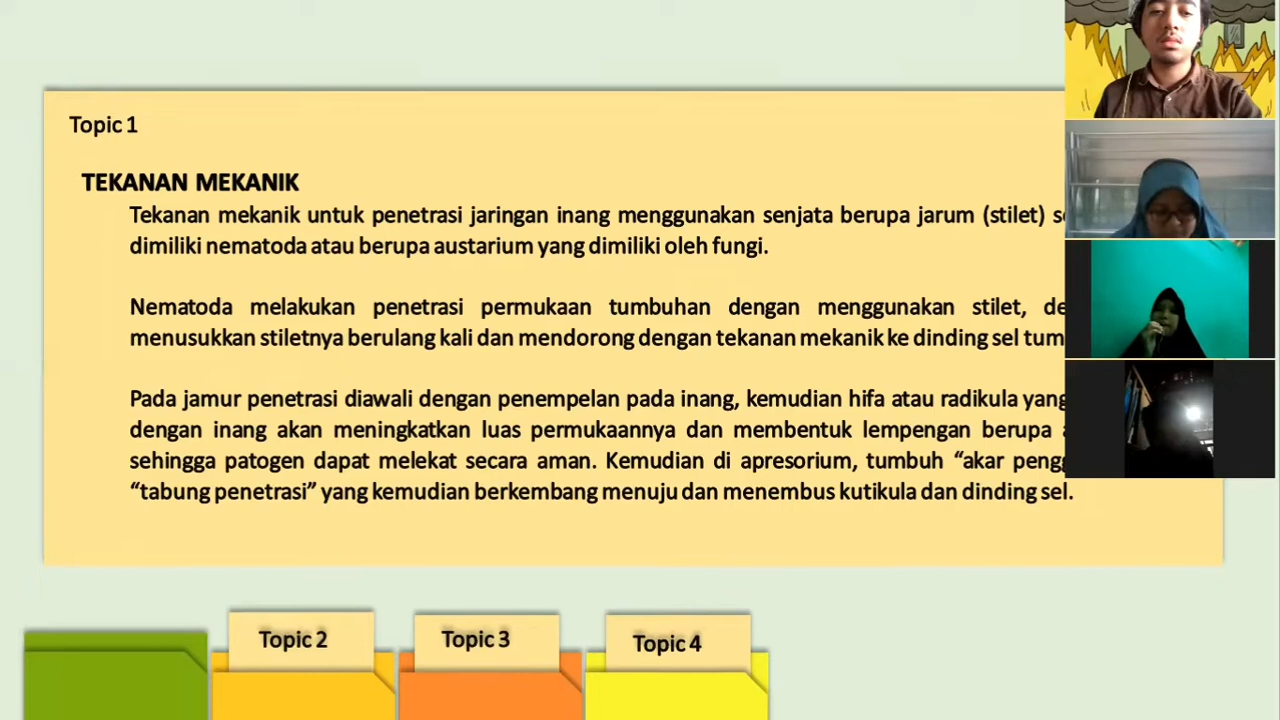 Topic 1
TEKANAN MEKANIK
Tekanan mekanik untuk penetrasi jaringan inang menggunakan senjata berupa jarum (stilet)
dimiliki nematoda atau berupa austarium yang dimiliki oleh fungi.
Nematoda melakukan penetrasi permukaan tumbuhan dengan menggunakan stilet,
menusukkan stiletnya berulang kali dan mendorong dengan tekanan mekanik ke dinding sel
Pada jamur penetrasi diawali dengan penempelan pada inang, kemudian hifa atau radikula yang
dengan inang akan meningkatkan luas permukaannya dan membentuk lempengan berupa
sehingga patogen dapat melekat secara aman. Kemudian di apresorium, tumbuh “akar
“tabung penetrasi” yang kemudian berkembang menuju dan menembus kutikula dan dinding sel.
Topic 2
Topic 3
Topic 4